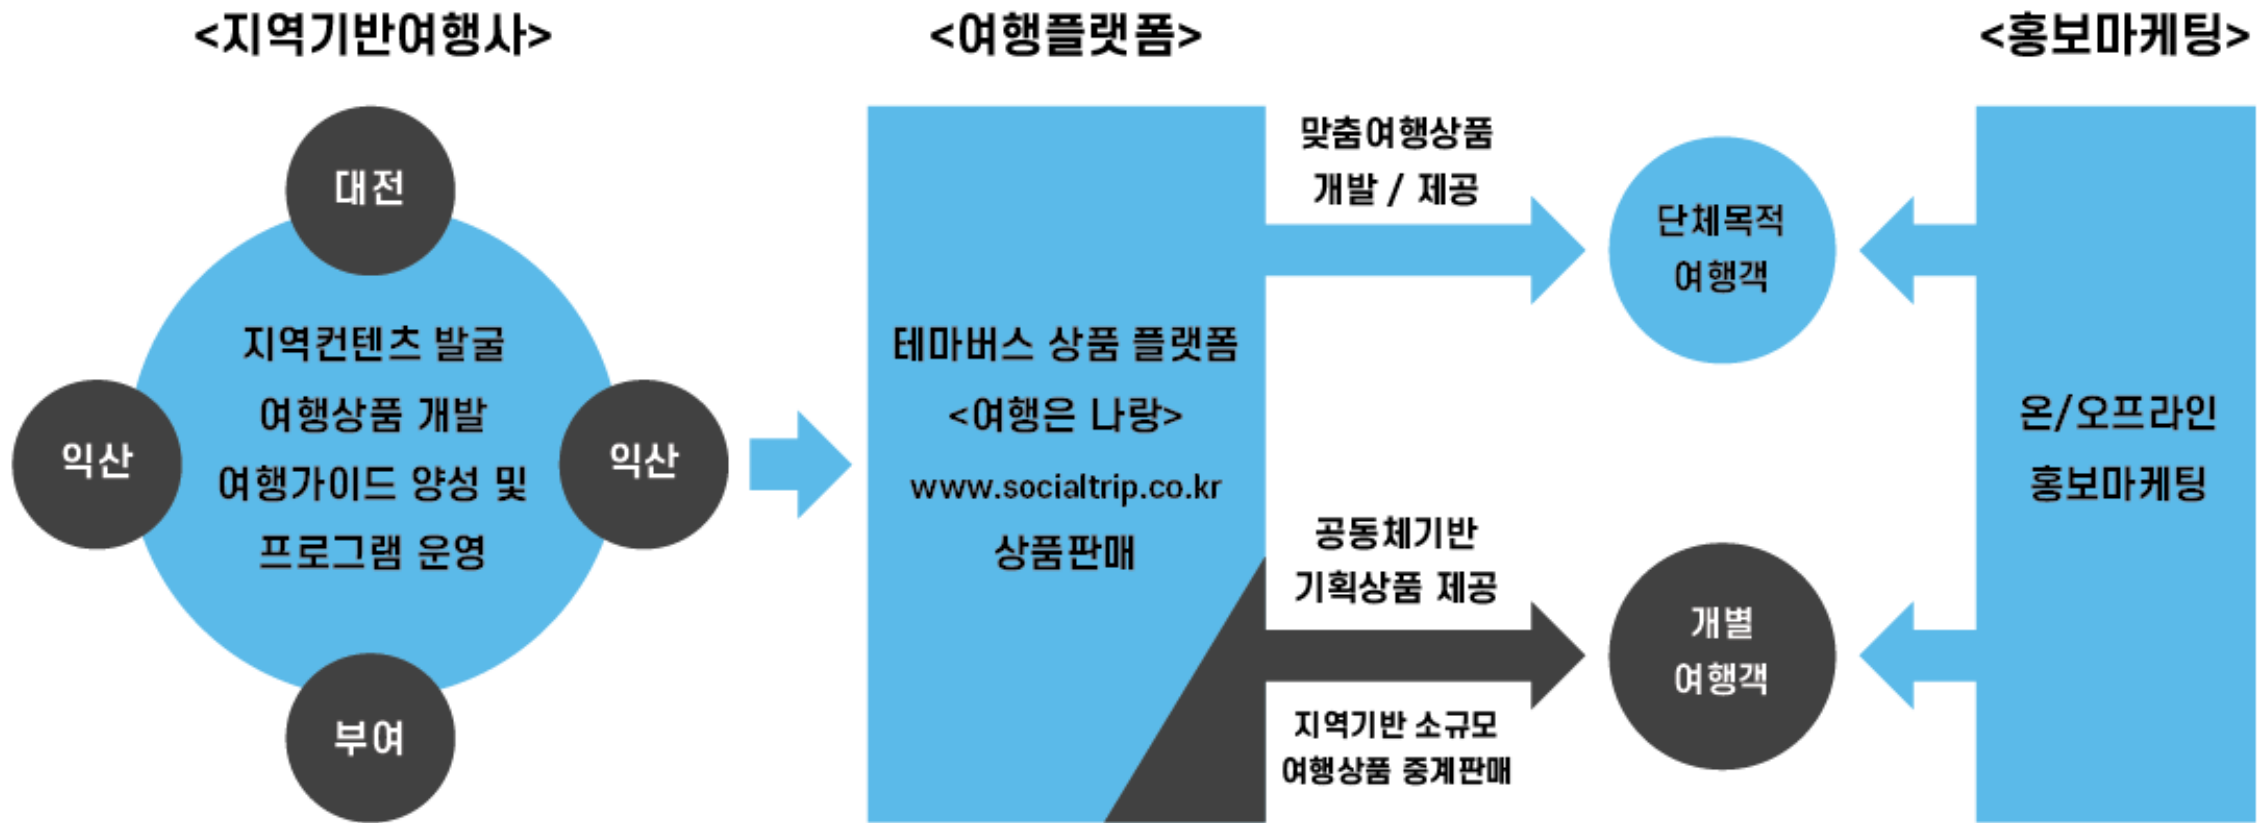 <지역기반여행사>
대전
익산
지역컨텐츠 발굴
여행상품 개발
여행가이드 양성 및
프로그램 운영
익산
부여
<여행플랫폼>
테마버스 상품 플랫폼
<여행은 나랑>
www.socialtrip.co.kr
상품판매
맞춤여행상품
개발 / 제공
단체목적
여행객
공동체기반
기획상품 제공
지역기반 소규모
여행상품 중계판매
개별
여행객
<홍보마케팅>
온/오프라인
홍보마케팅